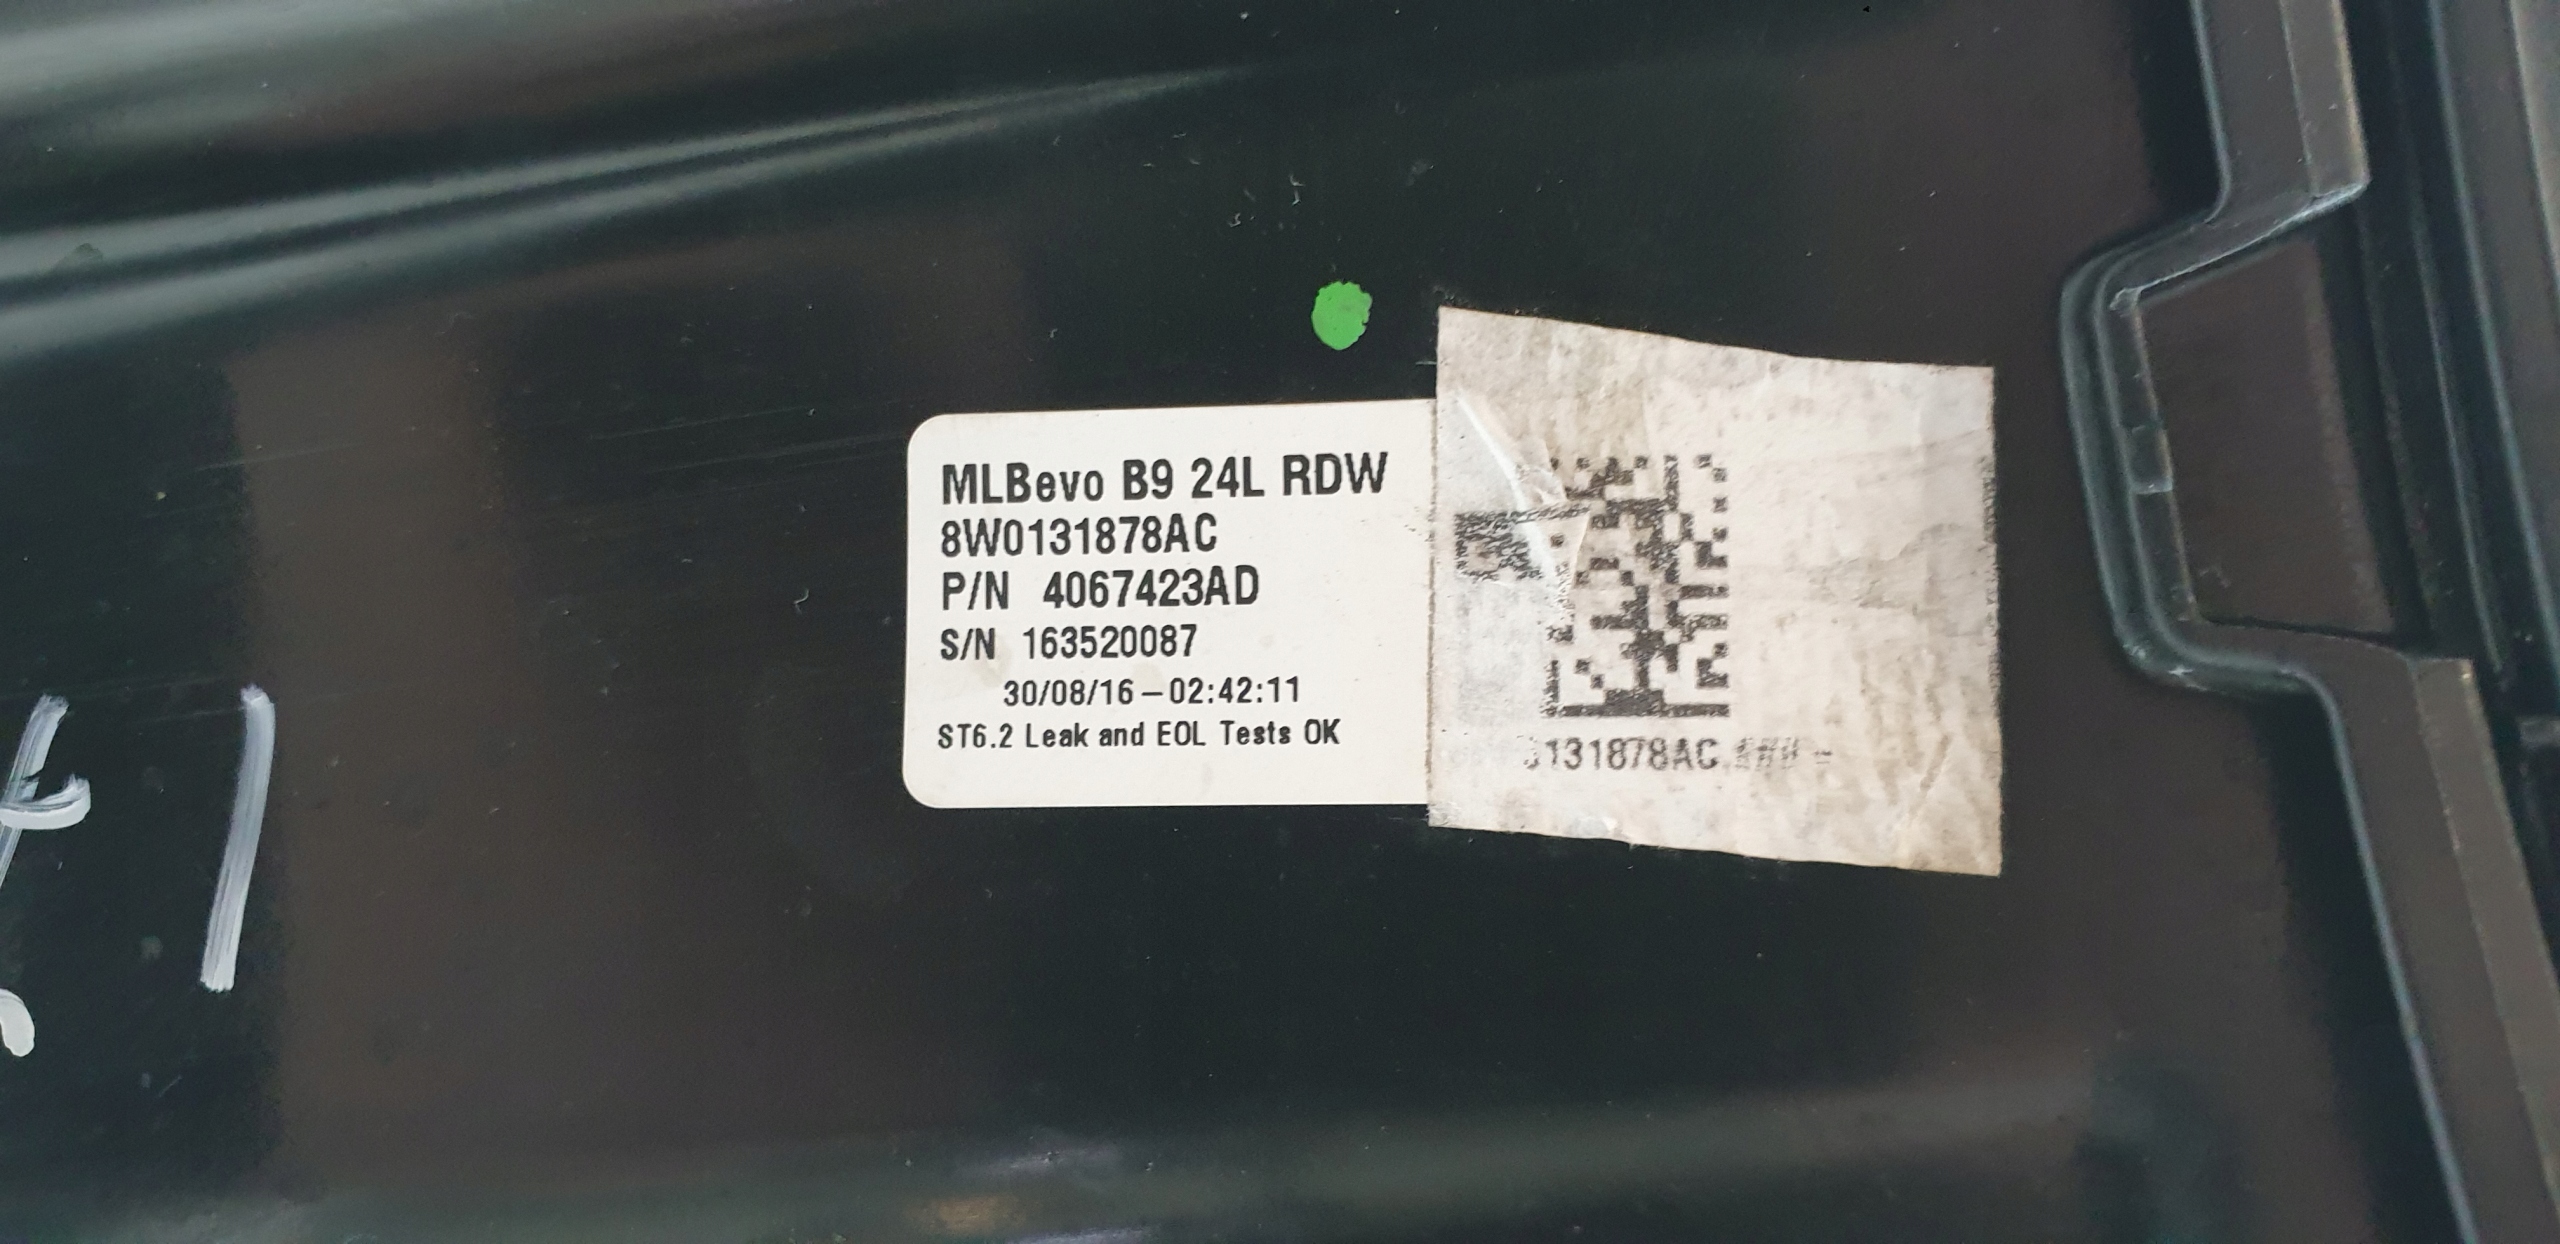 MLBevo B9 24L RDW
8W0131878AC
P/N 4067423AD
S/N 163520087
30/08/16–02:42:11
ST6.2 Leak and EOL Tests OK
131878AC
1